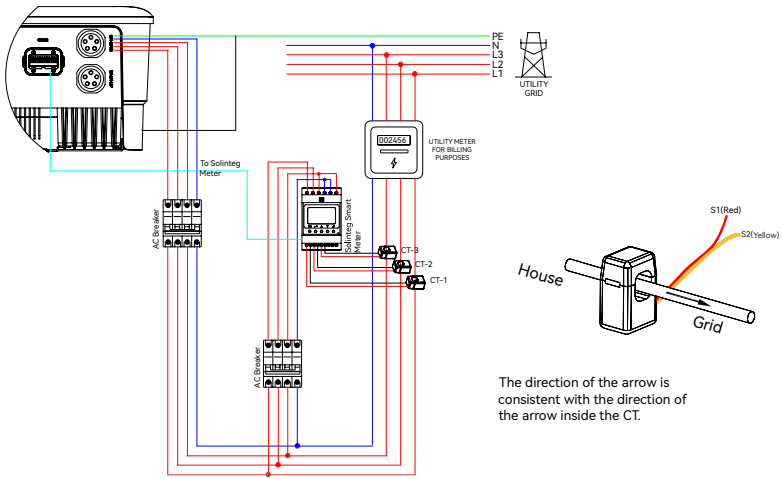 PE
N
L3
L2
L1
UTILITY
GRID
002456
UTILITY METER
FOR BILLING
PURPOSES
To Solinteg
Meter
AC Breaker
Solinteg Smart
Meter
CT-3
CT-2
CT-1
AC Breaker
S1(Red)
S2(Yellow)
House
Grid
The direction of the arrow is
consistent with the direction of
the arrow inside the CT.